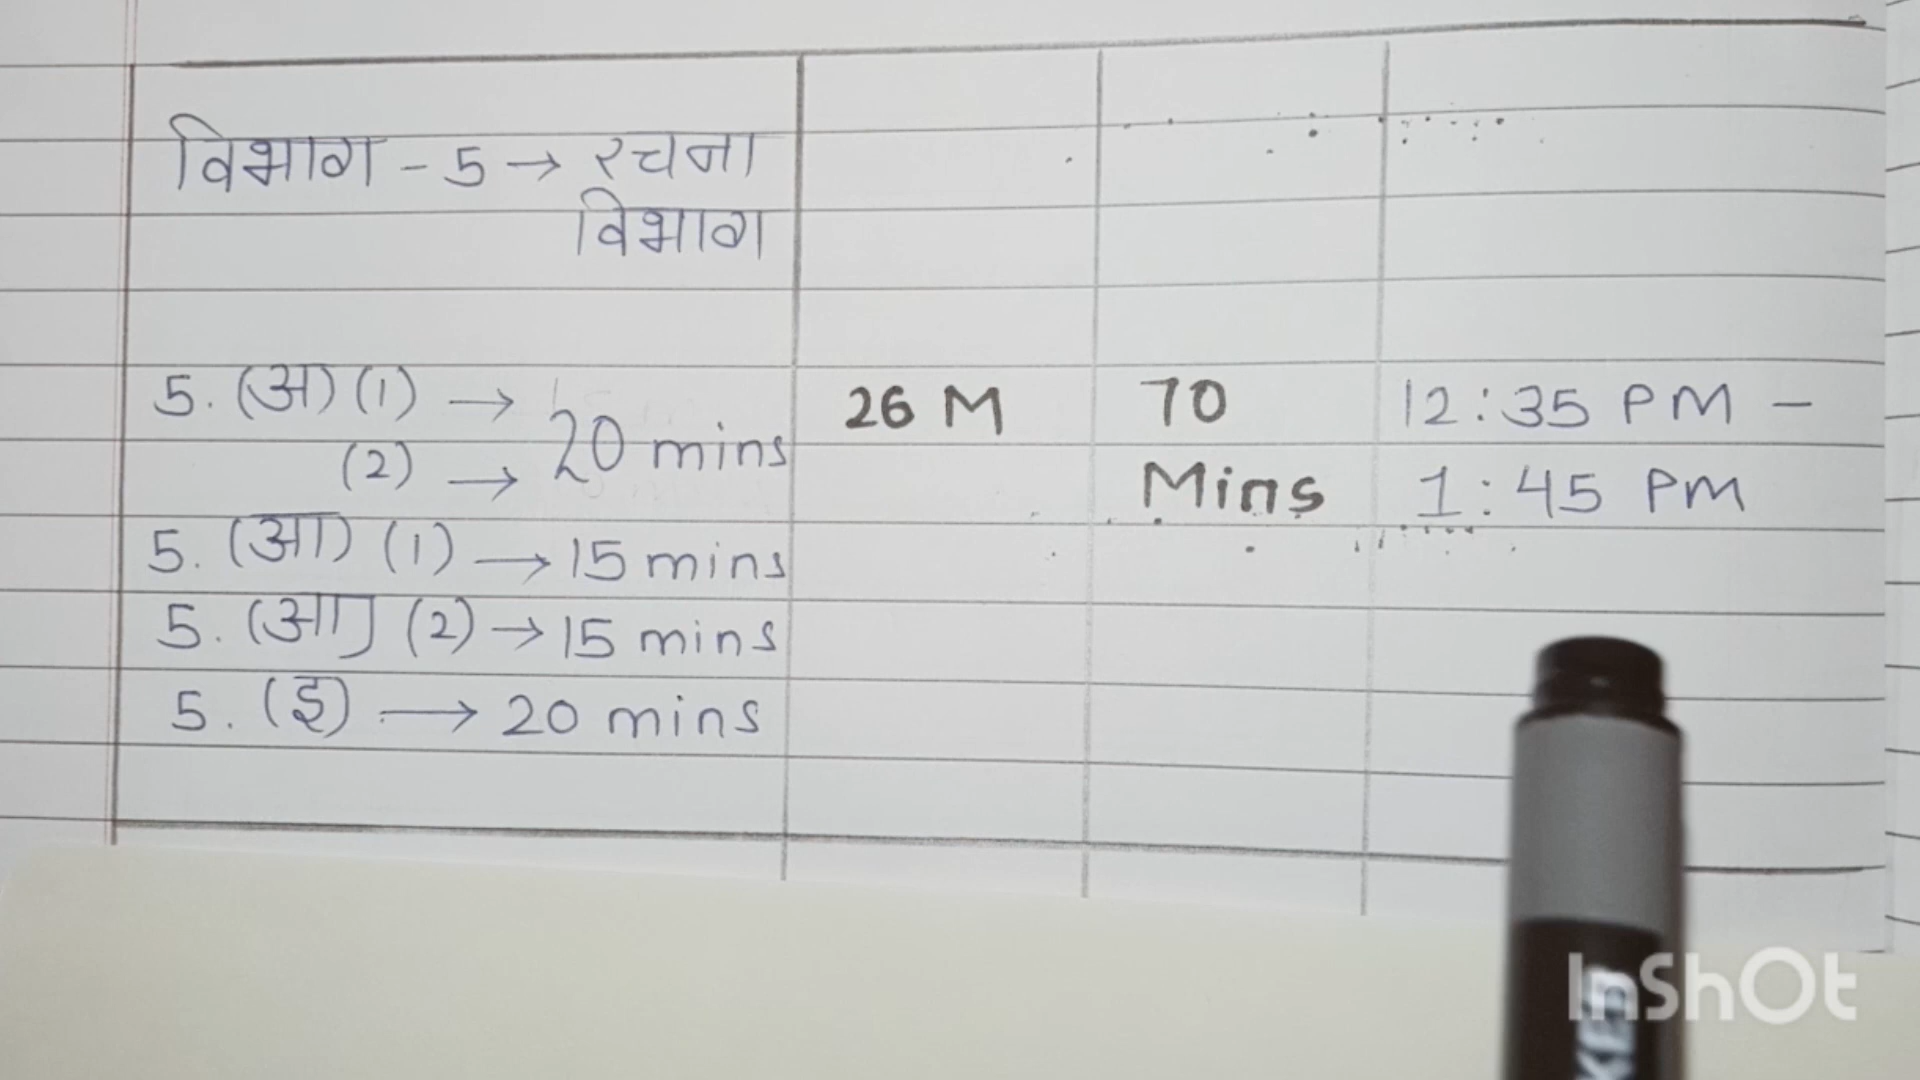 विभाग - 5 → रचना
विभाग
5. (अ) (1) → 20 mins
(2) →
26 M
70
Mins
12:35 PM -
1:45 PM
5. (आ) (1) → 15 mins
5. (आ) (2) → 15 mins
5. (इ) → 20 mins
InShOt